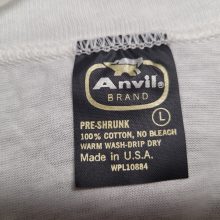 Anvil®
BRAND
PRE-SHRUNK L
100% COTTON, NO BLEACH
WARM WASH-DRIP DRY
Made in U.S.A.
WPL10884